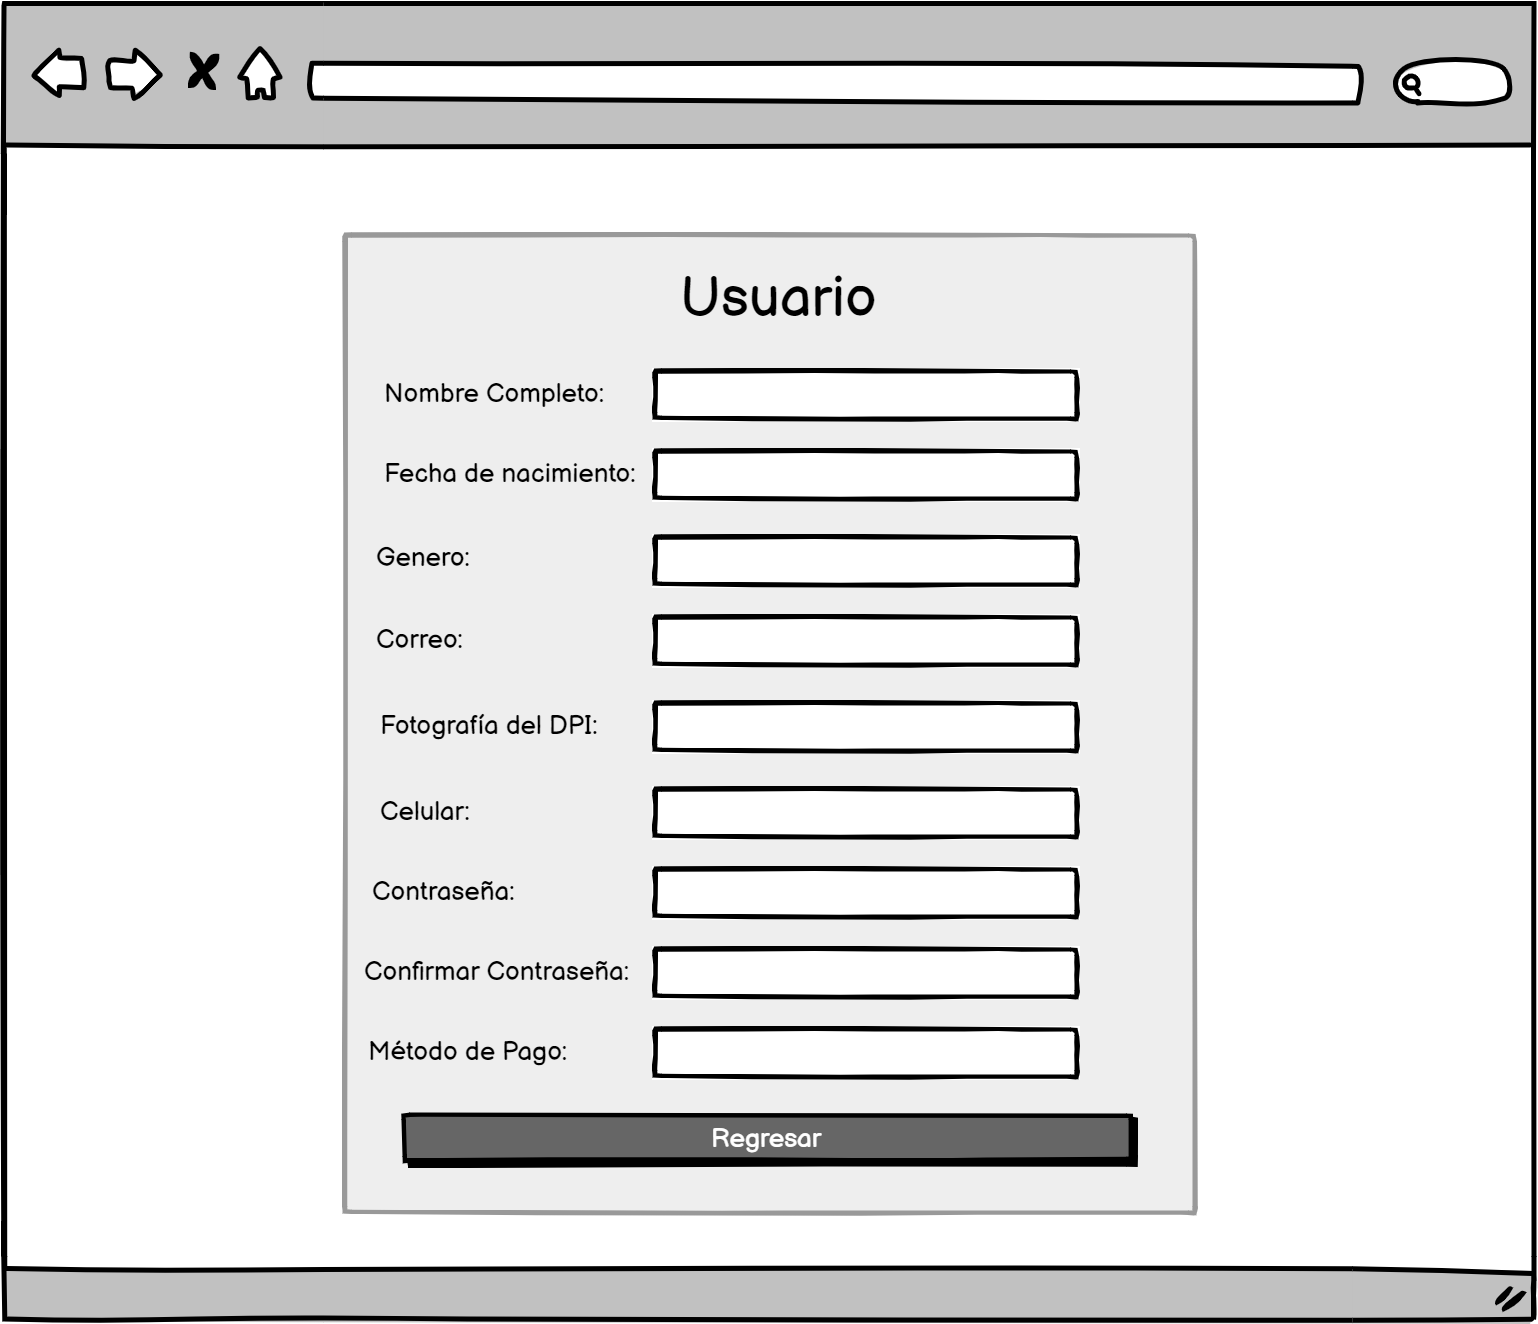 Usuario
Nombre Completo:
Fecha de nacimiento:
Genero:
Correo:
Fotografía del DPI:
Celular:
Contraseña:
Confirmar Contraseña:
Método de Pago:
Regresar